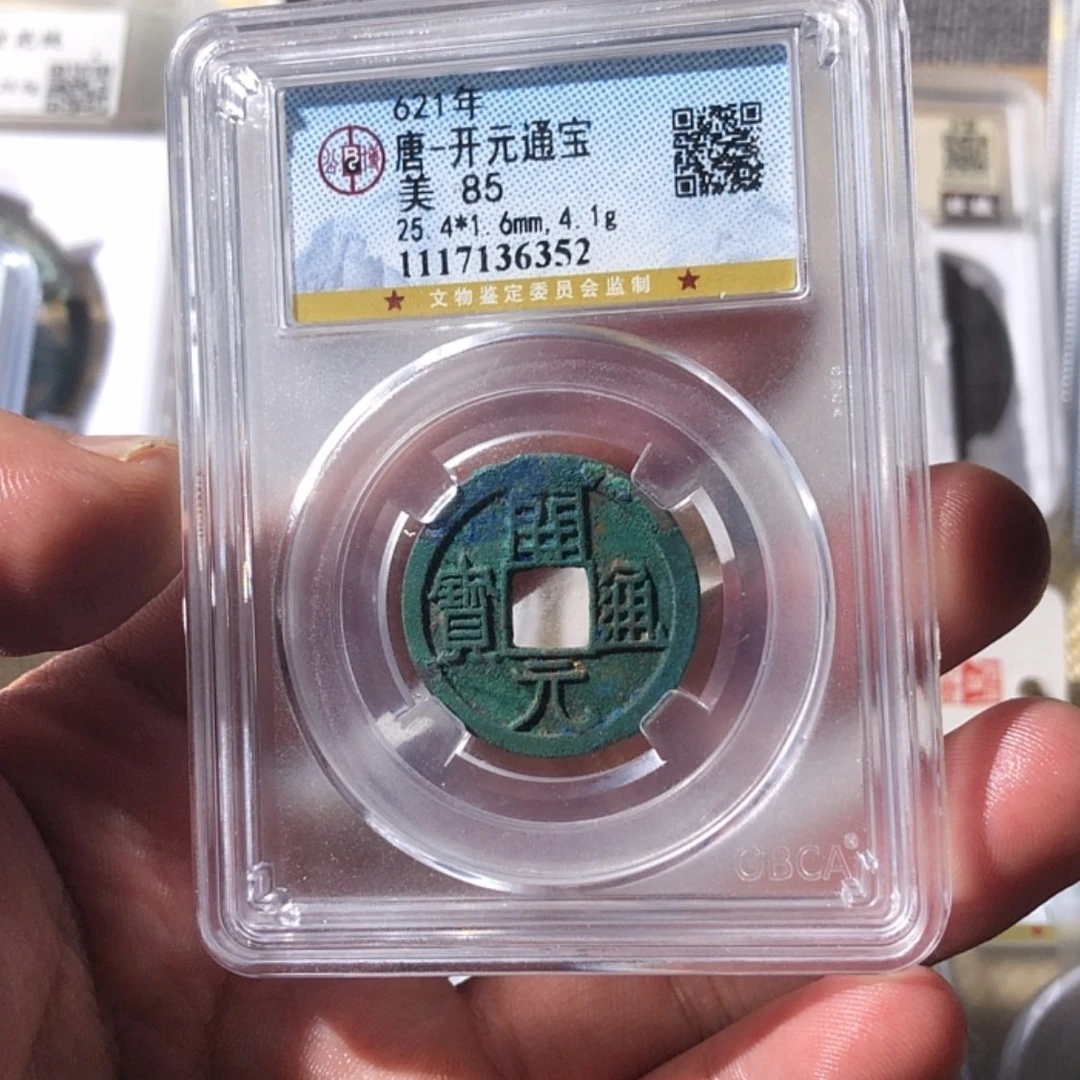 621年
唐-开元通宝
美 85
25.4*1.6mm,4.1g
1117136352
文物鉴定委员会监制
開
通
元
寶
GBCA